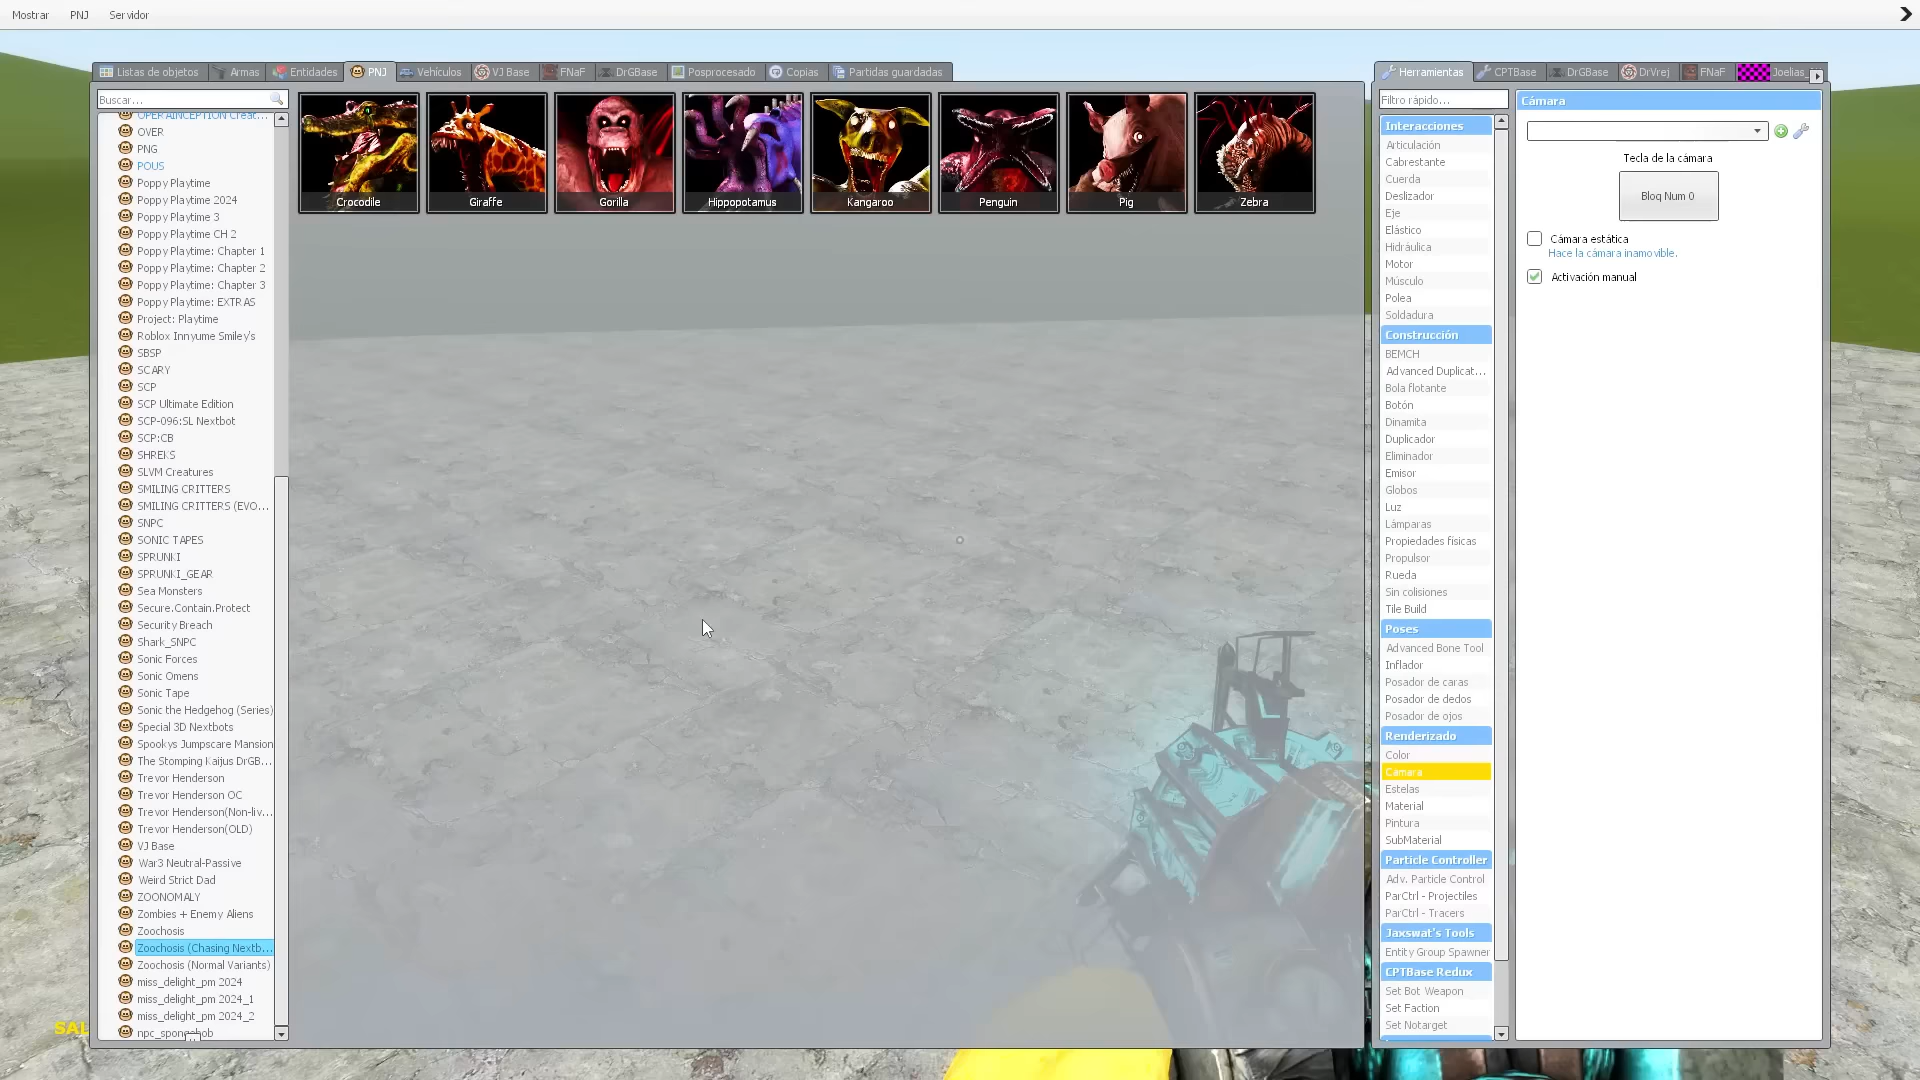 Mostrar PNJ Servidor
Listas de objetos Armas Entidades PNJ Vehículos VJ Base FNaF DrGBase Posprocesado Copias Partidas guardadas
Buscar...
OVER
PNG
POUS
Poppy Playtime
Poppy Playtime 2024
Poppy Playtime 3
Poppy Playtime CH 2
Poppy Playtime: Chapter 1
Poppy Playtime: Chapter 2
Poppy Playtime: Chapter 3
Poppy Playtime: EXTRAS
Project: Playtime
Roblox Innyume Smiley's
SBSP
SCARY
SCP
SCP Ultimate Edition
SCP-096:SL Nextbot
SCP:CB
SHREKS
SLVM Creatures
SMILING CRITTERS
SMILING CRITTERS (EVO...
SNPC
SONIC TAPES
SPRUNKI
SPRUNKI_GEAR
Sea Monsters
Secure.Contain.Protect
Security Breach
Shark_SNPC
Sonic Forces
Sonic Omens
Sonic Tape
Sonic the Hedgehog (Series)
Special 3D Nextbots
Spookys Jumpscare Mansion
The Stomping Kaijus DrGB...
Trevor Henderson
Trevor Henderson OC
Trevor Henderson(Non-liv...
Trevor Henderson(OLD)
VJ Base
War3 Neutral-Passive
Weird Strict Dad
ZOONOMALY
Zombies + Enemy Aliens
Zoochosis
Zoochosis (Chasing Nextb...
Zoochosis (Normal Variants)
miss_delight_pm 2024
miss_delight_pm 2024_1
miss_delight_pm 2024_2
npc_spongebob
Crocodile Giraffe Gorilla Hippopotamus Kangaroo Penguin Pig Zebra
SAL
Herramientas CPTBase DrGBase DrVrej FNaF Joelias
Filtro rápido...
Interacciones
Articulación
Cabrestante
Cuerda
Deslizador
Eje
Elástico
Hidráulica
Motor
Músculo
Polea
Soldadura
Construcción
BEMCH
Advanced Duplicat...
Bola flotante
Botón
Dinamita
Duplicador
Eliminador
Emisor
Globos
Luz
Lámparas
Propiedades físicas
Propulsor
Rueda
Sin colisiones
Tile Build
Poses
Advanced Bone Tool
Inflador
Posador de caras
Posador de dedos
Posador de ojos
Renderizado
Color
Cámara
Estelas
Material
Pintura
SubMaterial
Particle Controller
Adv. Particle Control
ParCtrl - Projectiles
ParCtrl - Tracers
Jaxswat's Tools
Entity Group Spawner
CPTBase Redux
Set Bot Weapon
Set Faction
Set Notarget
Cámara
Tecla de la cámara
Bloq Num 0
Cámara estática
Hace la cámara inamovible.
Activación manual